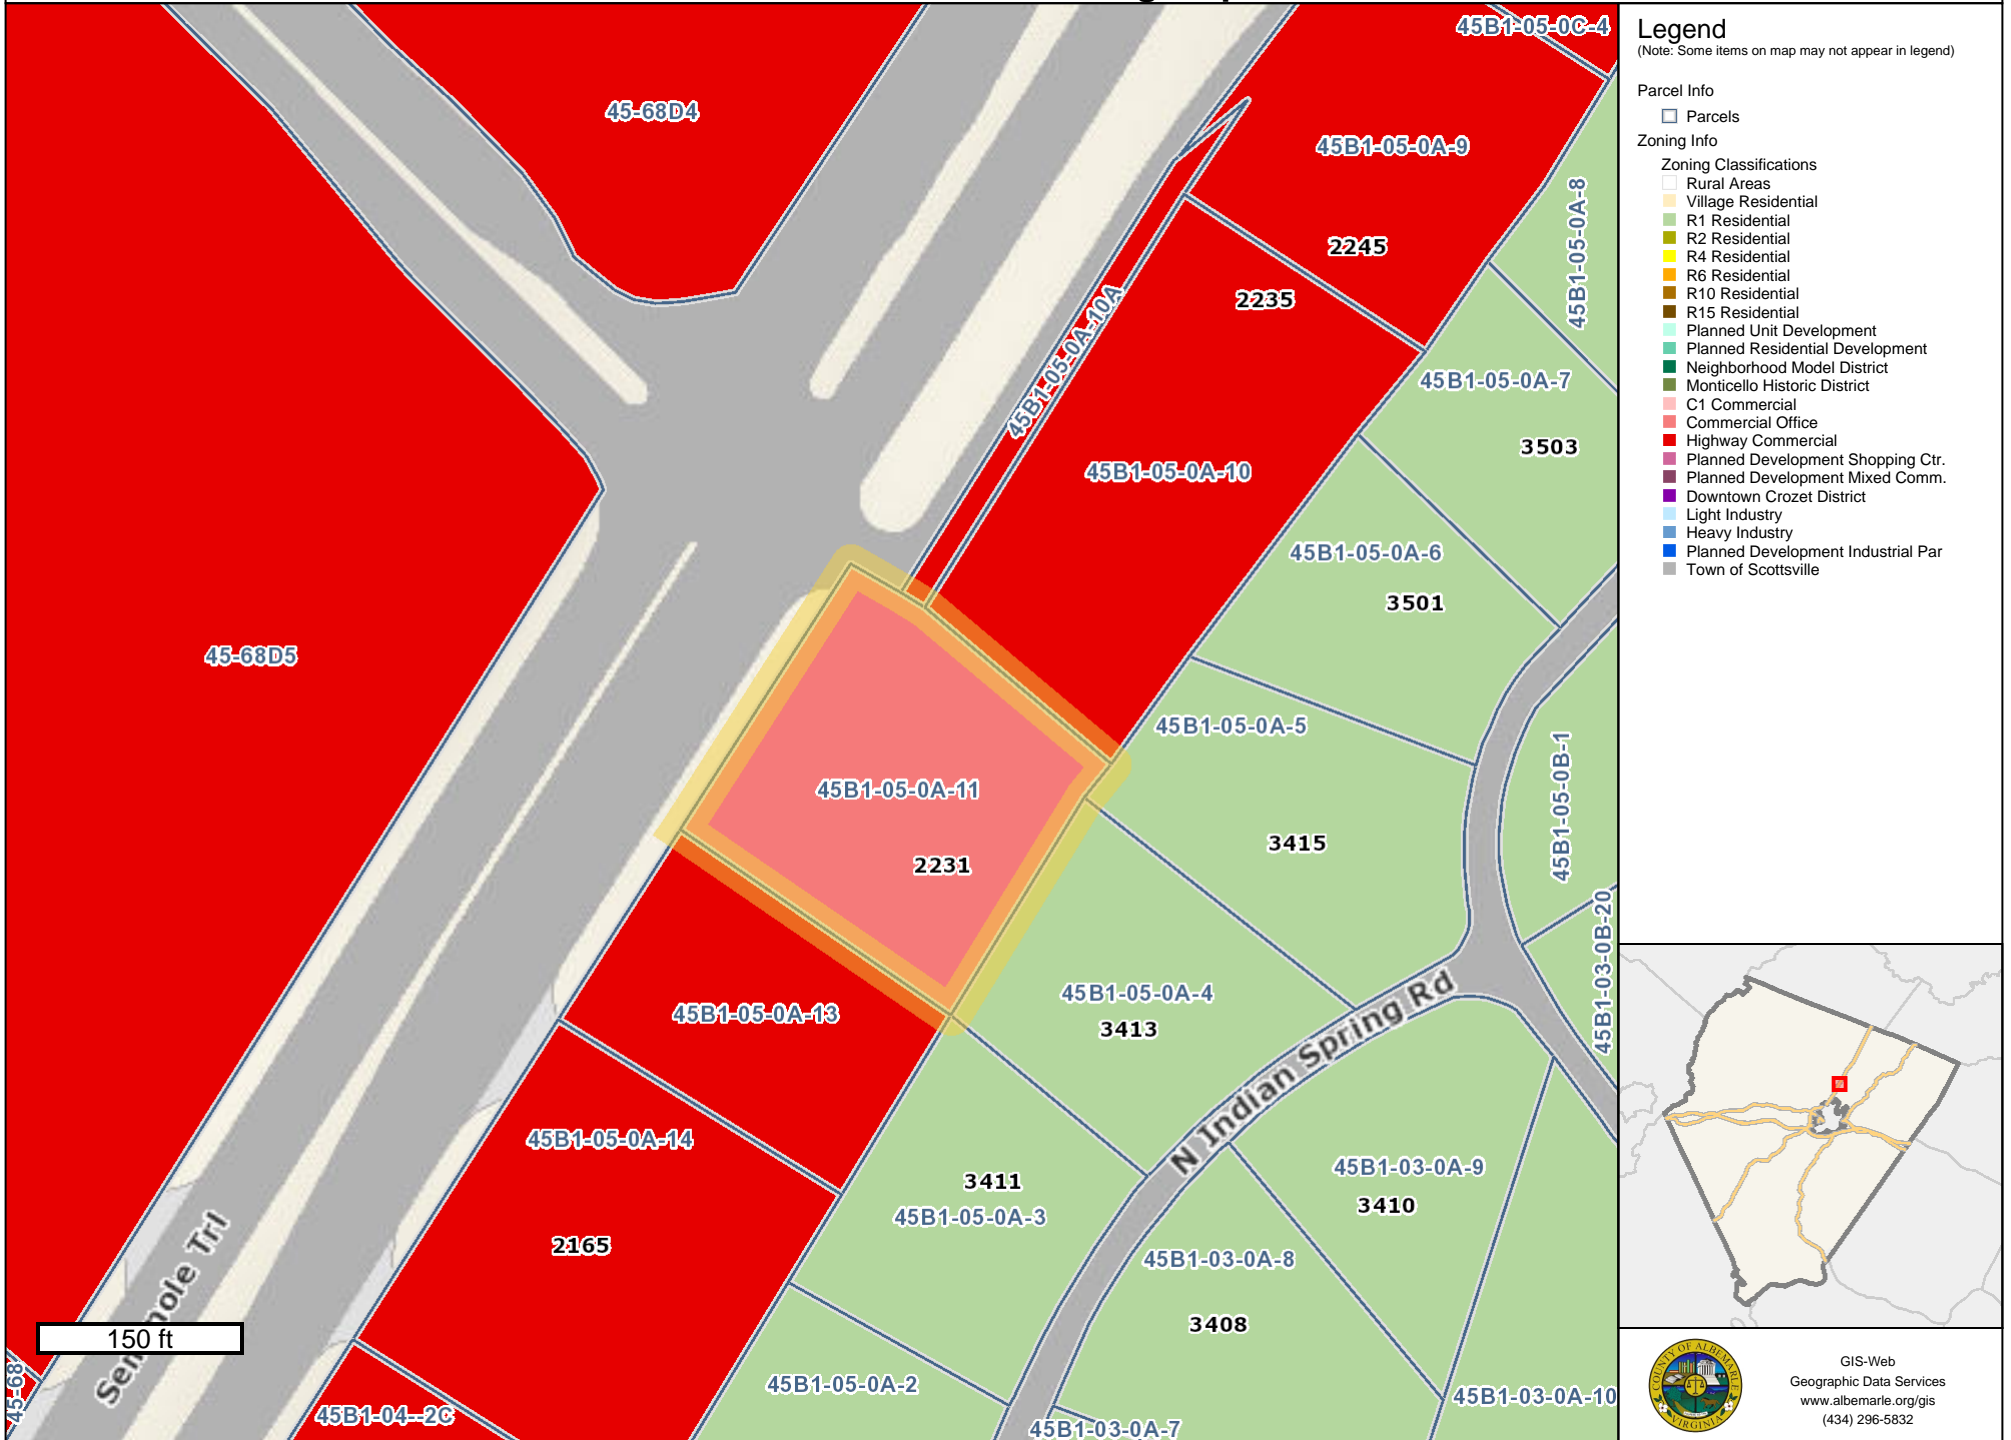 45B1-05-0C-4
45-68D4
45B1-05-0A-9
45B1-05-0A-8
2245
2235
45B1-05-0A-10A
45B1-05-0A-7
3503
45B1-05-0A-10
45B1-05-0A-6
3501
45-68D5
45B1-05-0A-5
45B1-05-0B-1
45B1-05-0A-11
3415
2231
45B1-03-0B-20
45B1-05-0A-4
3413
45B1-05-0A-13
N Indian Spring Rd
45B1-05-0A-14
3411
45B1-05-0A-3
45B1-03-0A-9
3410
2165
45B1-03-0A-8
3408
150 ft
45-68
45B1-05-0A-2
45B1-03-0A-10
45B1-04--2C
45B1-03-0A-7
Legend
(Note: Some items on map may not appear in legend)
Parcel Info
Parcels
Zoning Info
Zoning Classifications
Rural Areas
Village Residential
R1 Residential
R2 Residential
R4 Residential
R6 Residential
R10 Residential
R15 Residential
Planned Unit Development
Planned Residential Development
Neighborhood Model District
Monticello Historic District
C1 Commercial
Commercial Office
Highway Commercial
Planned Development Shopping Ctr.
Planned Development Mixed Comm.
Downtown Crozet District
Light Industry
Heavy Industry
Planned Development Industrial Par
Town of Scottsville
COUNTY OF ALBEMARLE
VIRGINIA
GIS-Web
Geographic Data Services
www.albemarle.org/gis
(434) 296-5832